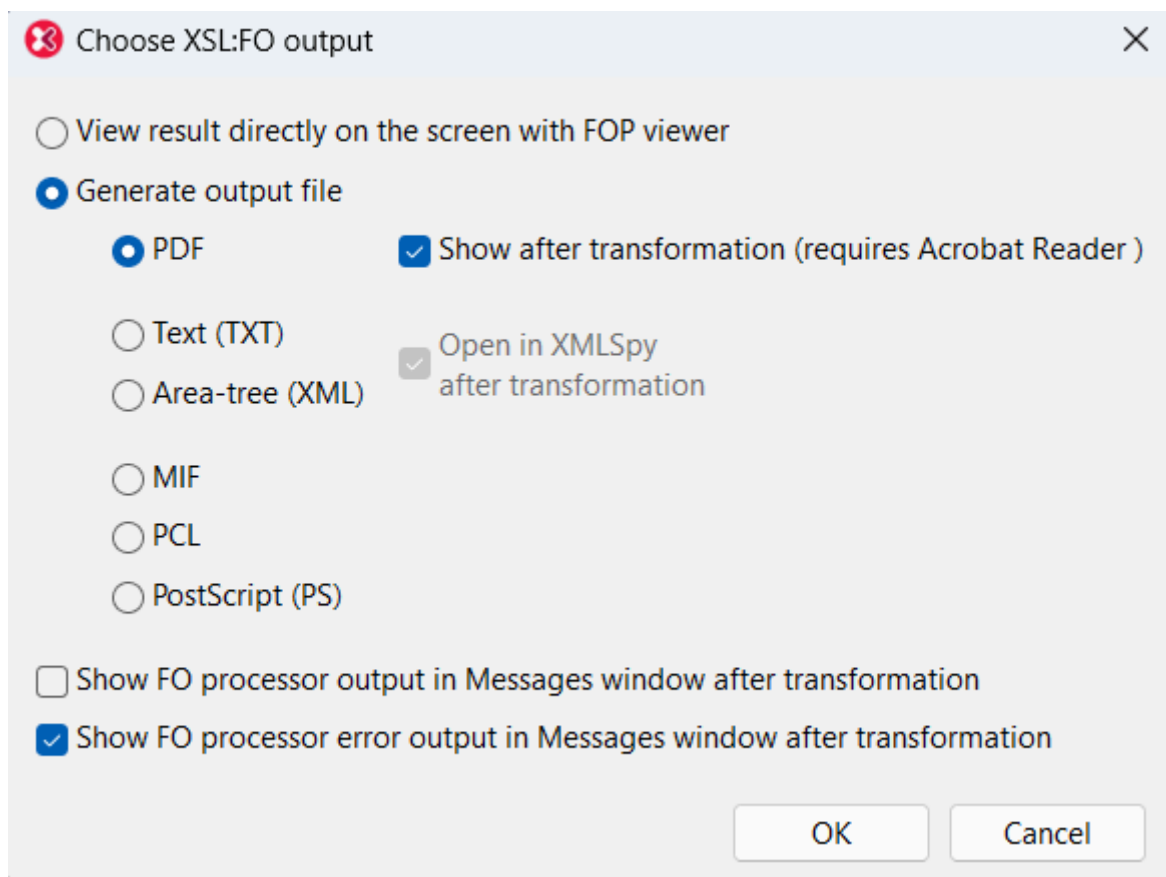 Choose XSL:FO output
View result directly on the screen with FOP viewer
Generate output file
PDF
Show after transformation (requires Acrobat Reader )
Text (TXT)
Open in XMLSpy
after transformation
Area-tree (XML)
MIF
PCL
PostScript (PS)
Show FO processor output in Messages window after transformation
Show FO processor error output in Messages window after transformation
OK
Cancel